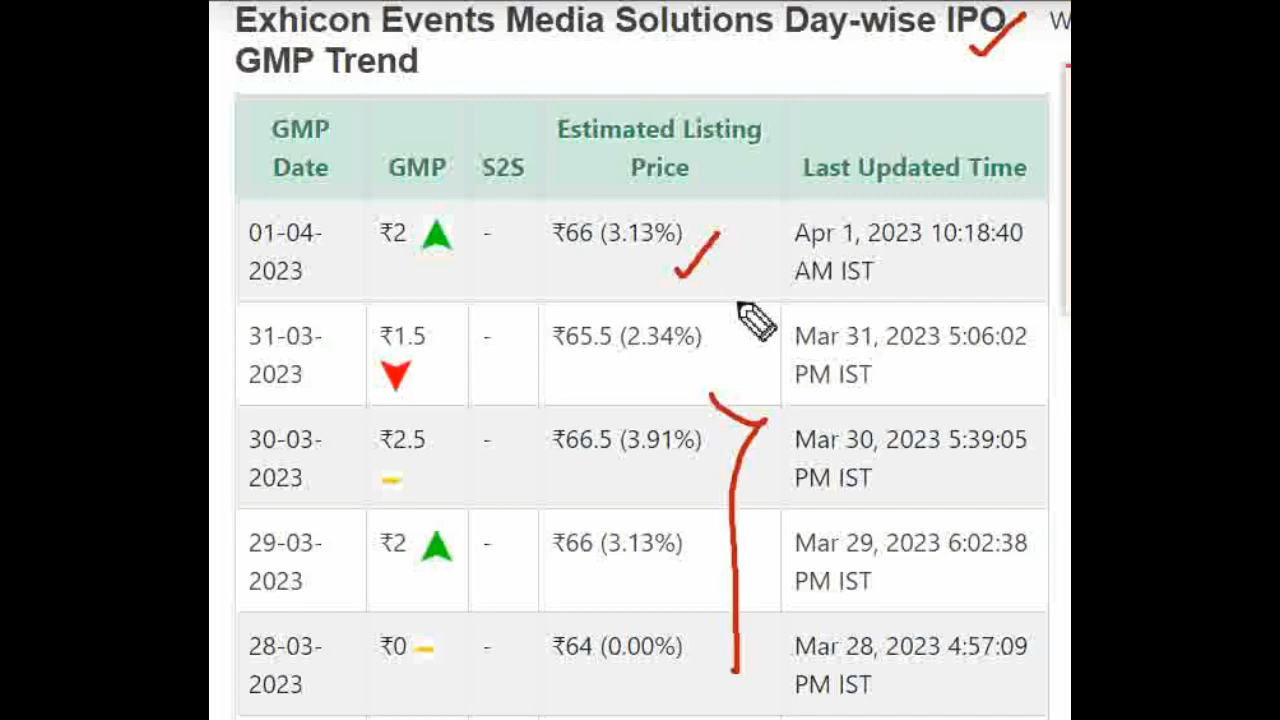 Exhicon Events Media Solutions Day-wise IPO W
GMP Trend
GMP Date GMP S2S Estimated Listing Price Last Updated Time
01-04-2023 ₹2 - ₹66 (3.13%) Apr 1, 2023 10:18:40 AM IST
31-03-2023 ₹1.5 - ₹65.5 (2.34%) Mar 31, 2023 5:06:02 PM IST
30-03-2023 ₹2.5 - ₹66.5 (3.91%) Mar 30, 2023 5:39:05 PM IST
29-03-2023 ₹2 - ₹66 (3.13%) Mar 29, 2023 6:02:38 PM IST
28-03-2023 ₹0 - ₹64 (0.00%) Mar 28, 2023 4:57:09 PM IST